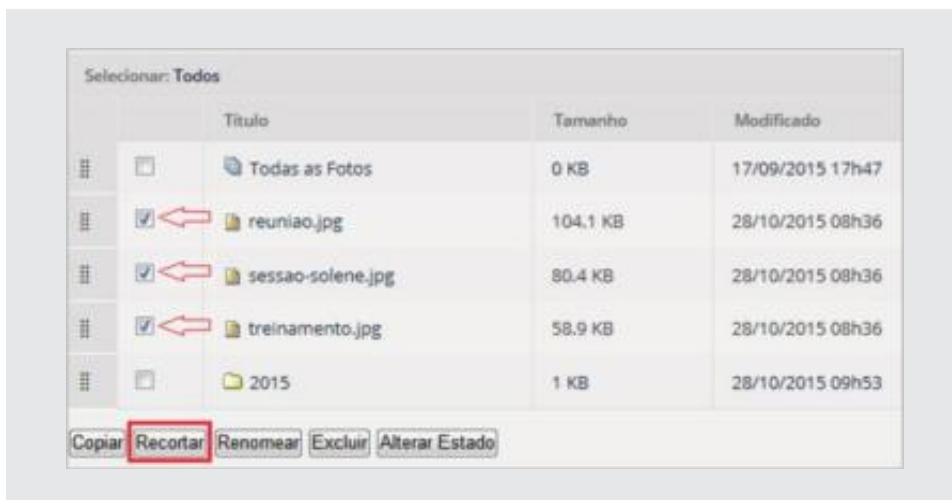 Selecionar: Todos
Título Tamanho Modificado
Todas as Fotos 0 KB 17/09/2015 17h47
reuniao.jpg 104.1 KB 28/10/2015 08h36
sessao-solene.jpg 80.4 KB 28/10/2015 08h36
treinamento.jpg 58.9 KB 28/10/2015 08h36
2015 1 KB 28/10/2015 09h53
Copiar Recortar Renomear Excluir Alterar Estado